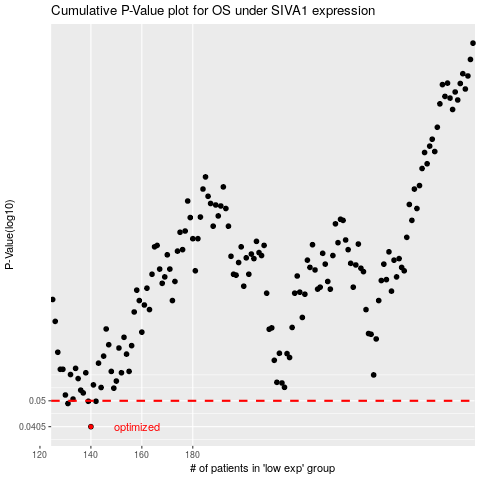 Cumulative P-Value plot for OS under SIVA1 expression
P-Value(log10)
0.05
0.0405
optimized
120 140 160 180
# of patients in 'low exp' group